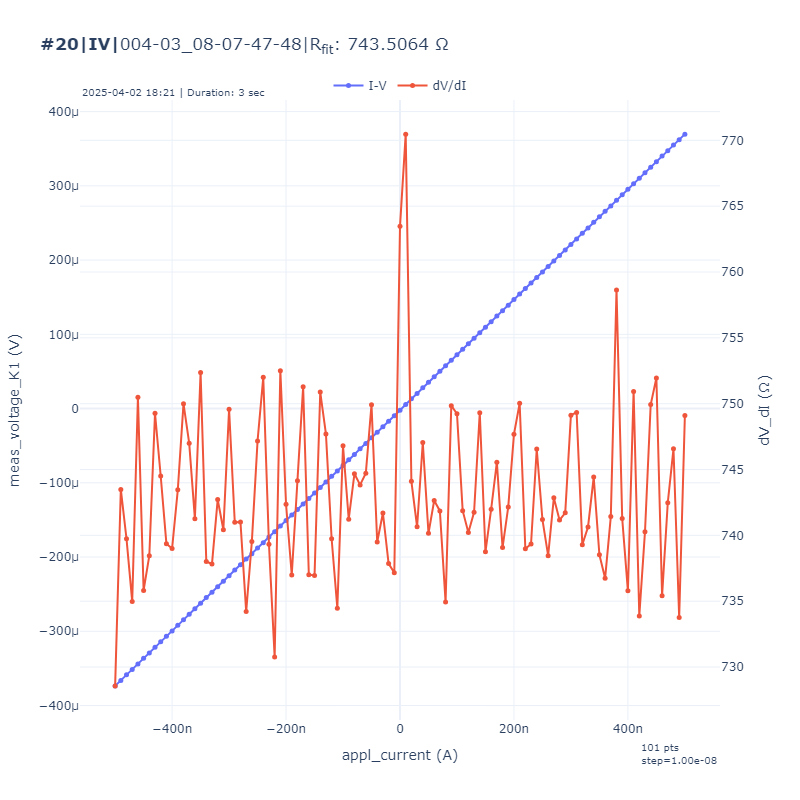 #20|IV|004-03_08-07-47-48|Rfit: 743.5064 Ω
2025-04-02 18:21 | Duration: 3 sec
I-V
dV/dI
400μ
300μ
200μ
100μ
0
−100μ
−200μ
−300μ
−400μ
meas_voltage_K1 (V)
770
765
760
755
750
745
740
735
730
dV_dI (Ω)
−400n
−200n
0
200n
400n
appl_current (A)
101 pts
step=1.00e-08